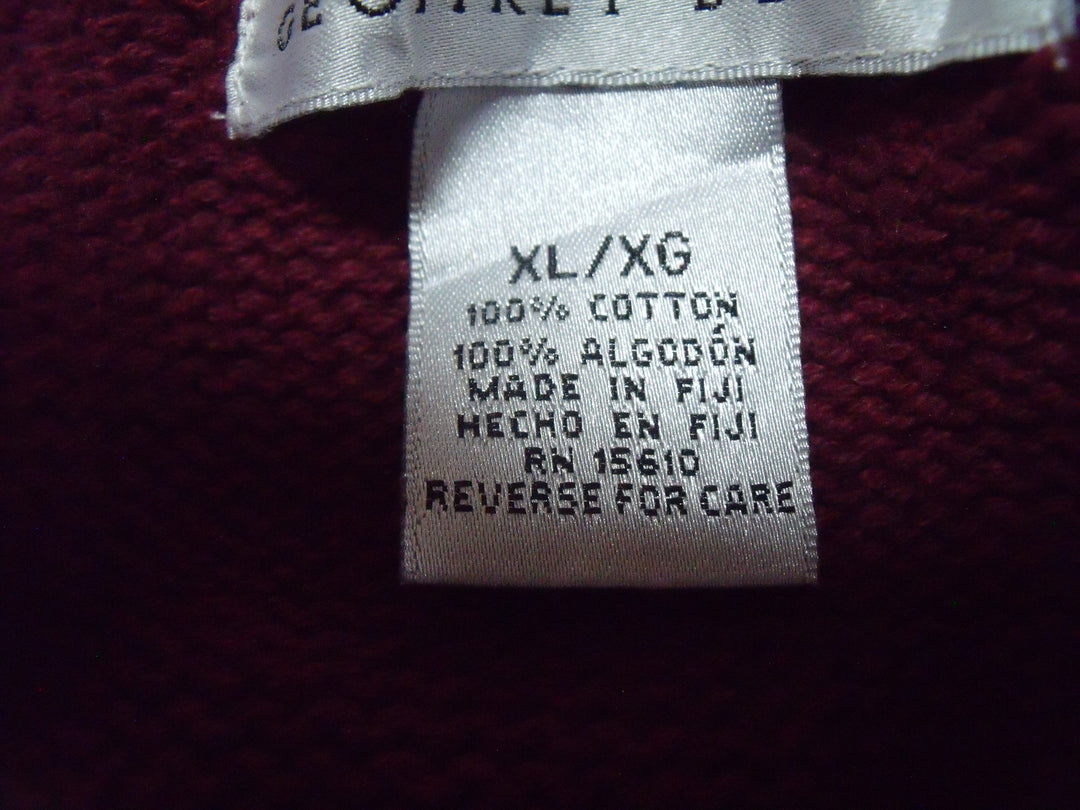 XL/XG
100% COTTON
100% ALGODÓN
MADE IN FIJI
HECHO EN FIJI
RN 15610
REVERSE FOR CARE